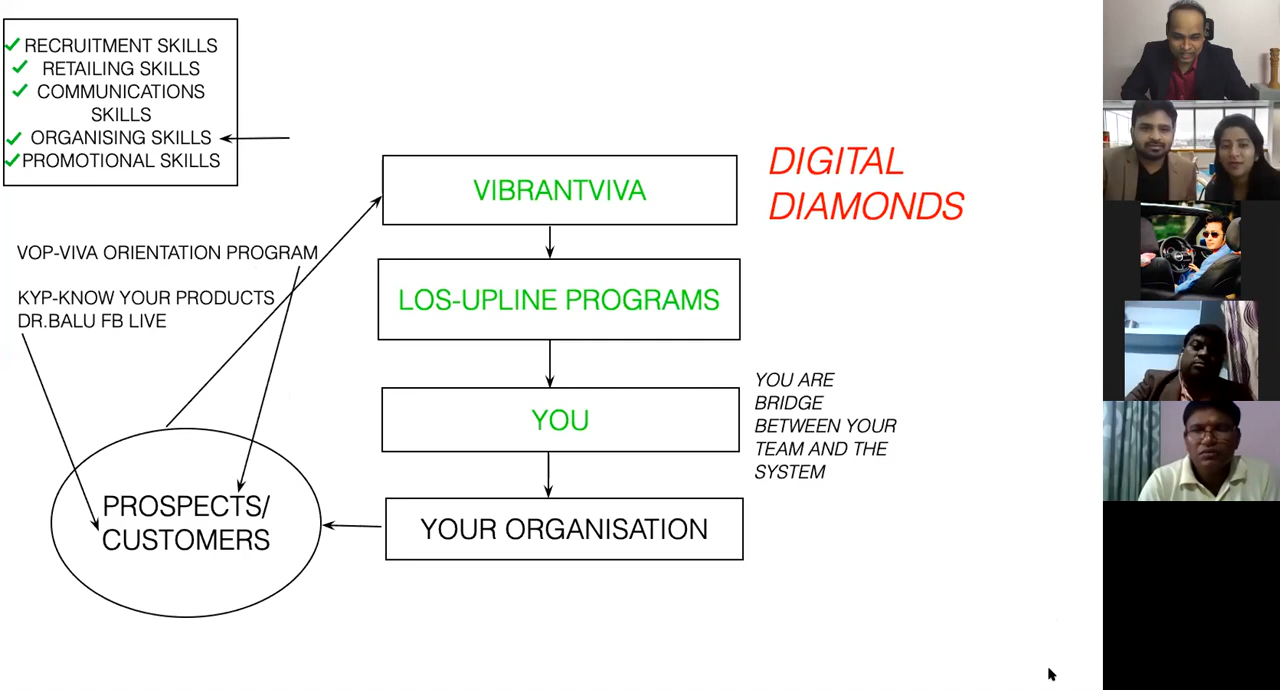 RECRUITMENT SKILLS
RETAILING SKILLS
COMMUNICATIONS
SKILLS
ORGANISING SKILLS
PROMOTIONAL SKILLS
VIBRANTVIVA
DIGITAL
DIAMONDS
VOP-VIVA ORIENTATION PROGRAM
KYP-KNOW YOUR PRODUCTS
DR.BALU FB LIVE
LOS-UPLINE PROGRAMS
YOU
YOU ARE
BRIDGE
BETWEEN YOUR
TEAM AND THE
SYSTEM
PROSPECTS/
CUSTOMERS
YOUR ORGANISATION